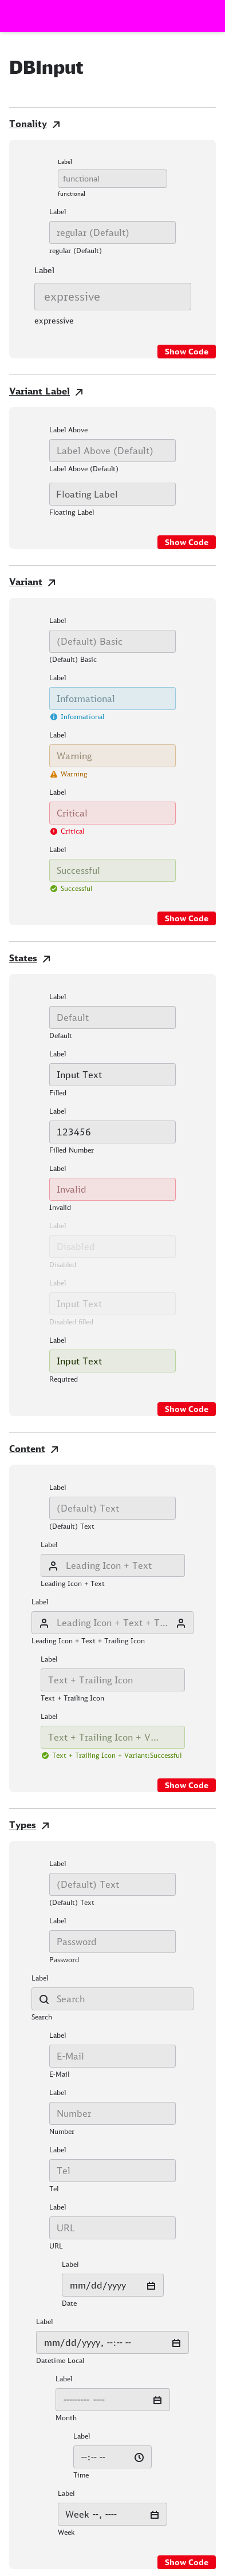 DBInput
Tonality
Label
functional
functional
Label
regular (Default)
regular (Default)
Label
expressive
expressive
Show Code
Variant Label
Label Above
Label Above (Default)
Label Above (Default)
Floating Label
Floating Label
Show Code
Variant
Label
(Default) Basic
(Default) Basic
Label
Informational
Informational
Label
Warning
Warning
Label
Critical
Critical
Label
Successful
Successful
Show Code
States
Label
Default
Default
Label
Input Text
Filled
Label
123456
Filled Number
Label
Invalid
Invalid
Label
Disabled
Disabled
Label
Input Text
Disabled filled
Label
Input Text
Required
Show Code
Content
Label
(Default) Text
(Default) Text
Label
Leading Icon + Text
Leading Icon + Text
Label
Leading Icon + Text + T...
Leading Icon + Text + Trailing Icon
Label
Text + Trailing Icon
Text + Trailing Icon
Label
Text + Trailing Icon + V...
Text + Trailing Icon + Variant:Successful
Show Code
Types
Label
(Default) Text
(Default) Text
Label
Password
Password
Label
Search
Search
Label
E-Mail
E-Mail
Label
Number
Number
Label
Tel
Tel
Label
URL
URL
Label
mm/dd/yyyy
Date
Label
mm/dd/yyyy, --:-- --
Datetime Local
Label
--------- ----
Month
Label
--:-- --
Time
Label
Week --, ----
Week
Show Code